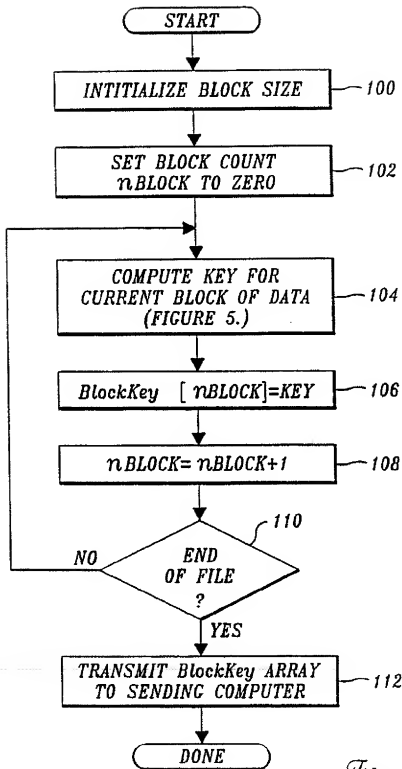 START
INTITIALIZE BLOCK SIZE
100
SET BLOCK COUNT
nBLOCK TO ZERO
102
COMPUTE KEY FOR
CURRENT BLOCK OF DATA
(FIGURE 5.)
104
BlockKey [ nBLOCK]=KEY
106
nBLOCK= nBLOCK+1
108
110
NO
END
OF FILE
?
YES
TRANSMIT BlockKey ARRAY
TO SENDING COMPUTER
112
DONE